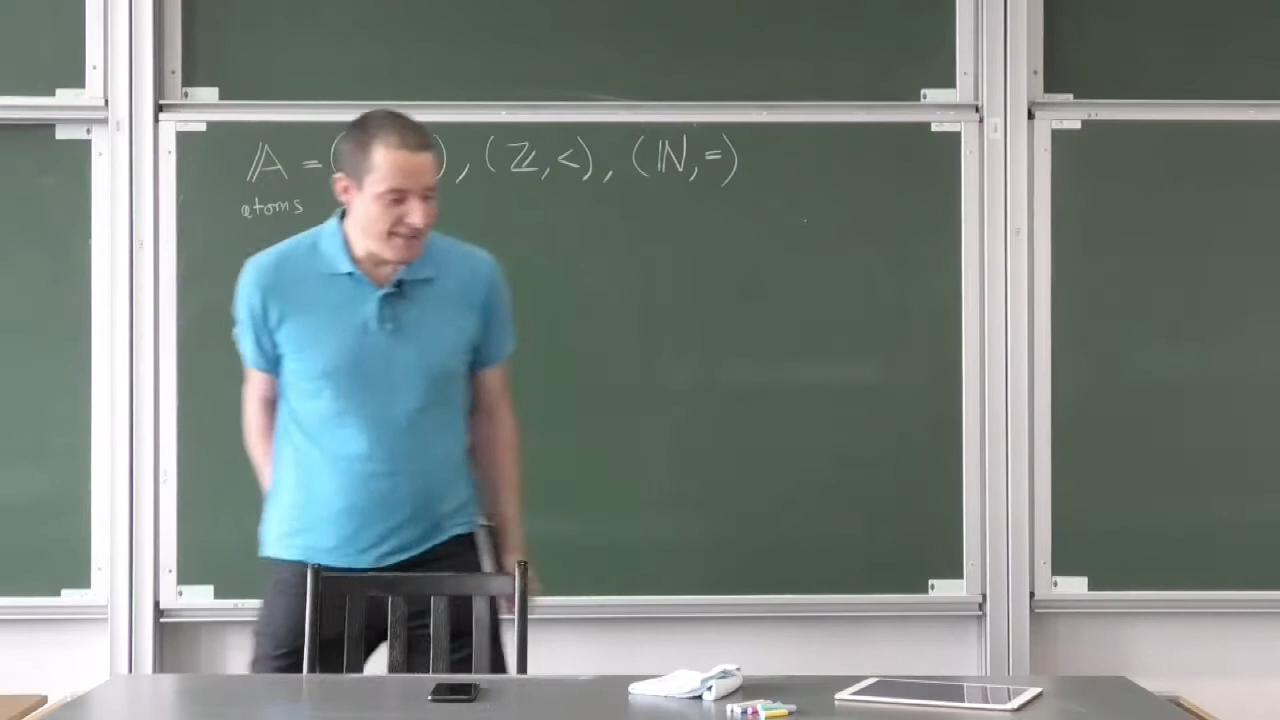 𝔸 = ( ), (ℤ,<), (ℕ,=)
atoms